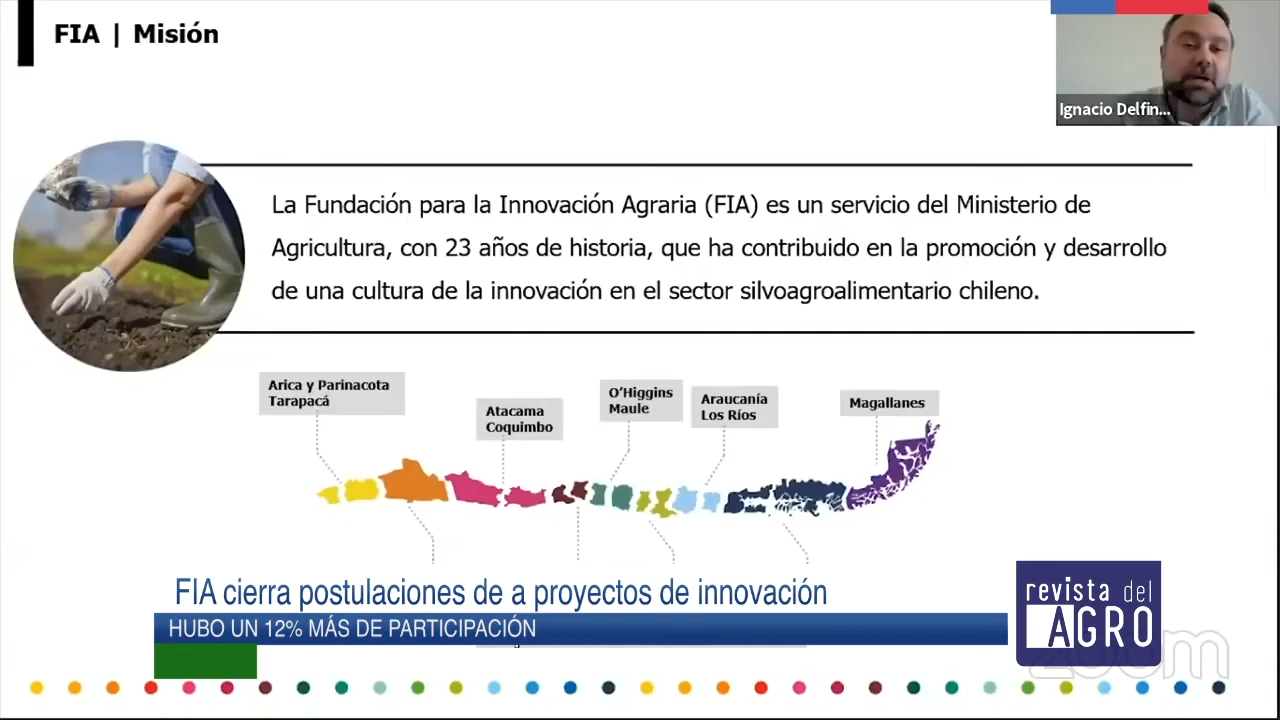 FIA | Misión
Ignacio Delfin...
La Fundación para la Innovación Agraria (FIA) es un servicio del Ministerio de
Agricultura, con 23 años de historia, que ha contribuido en la promoción y desarrollo
de una cultura de la innovación en el sector silvoagroalimentario chileno.
Arica y Parinacota
Tarapacá
Atacama
Coquimbo
O'Higgins
Maule
Araucanía
Los Ríos
Magallanes
FIA cierra postulaciones de a proyectos de innovación
HUBO UN 12% MÁS DE PARTICIPACIÓN
revista del
AGRO
zoom